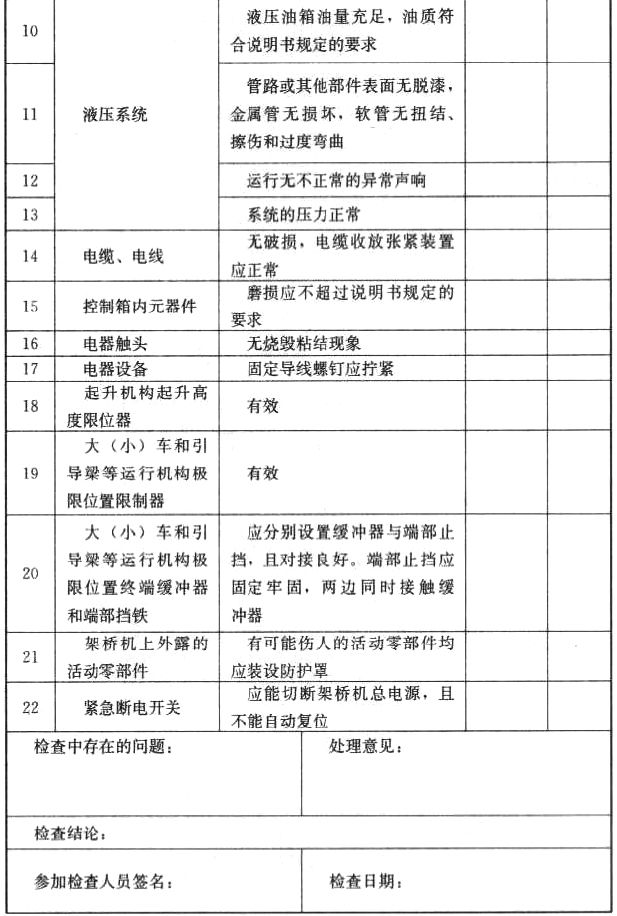 10
液压油箱油量充足，油质符
合说明书规定的要求
11
液压系统
管路或其他部件表面无脱漆，
金属管无损坏，软管无扭结、
擦伤和过度弯曲
12
运行无不正常的异常声响
13
系统的压力正常
14
电缆、电线
无破损，电缆收放张紧装置
应正常
15
控制箱内元器件
磨损应不超过说明书规定的
要求
16
电器触头
无烧毁粘结现象
17
电器设备
固定导线螺钉应拧紧
18
起升机构起升高
度限位器
有效
19
大（小）车和引
导梁等运行机构极
限位置限制器
有效
20
大（小）车和引
导梁等运行机构极
限位置终端缓冲器
和端部挡铁
应分别设置缓冲器与端部止
挡，且对接良好。端部止挡应
固定牢固，两边同时接触缓
冲器
21
架桥机上外露的
活动零部件
有可能伤人的活动零部件均
应装设防护罩
22
紧急断电开关
应能切断架桥机总电源，且
不能自动复位
检查中存在的问题：
处理意见：
检查结论：
参加检查人员签名：
检查日期：